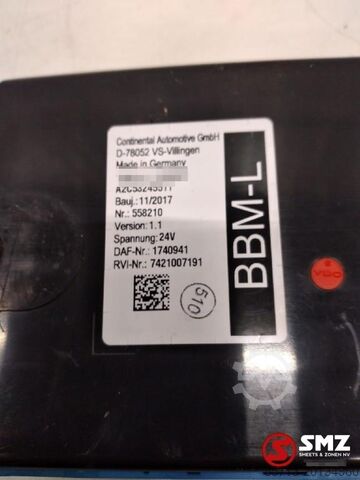 Continental Automotive GmbH
D-78052 VS-Villingen
Made in Germany
Bauj.: 11/2017
Nr.: 558210
Version: 1.1
Spannung: 24V
DAF-Nr.: 1740941
RVI-Nr.: 7421007191
510
BBM-L
VDO
SMZ
SHEETS & ZONEN NV